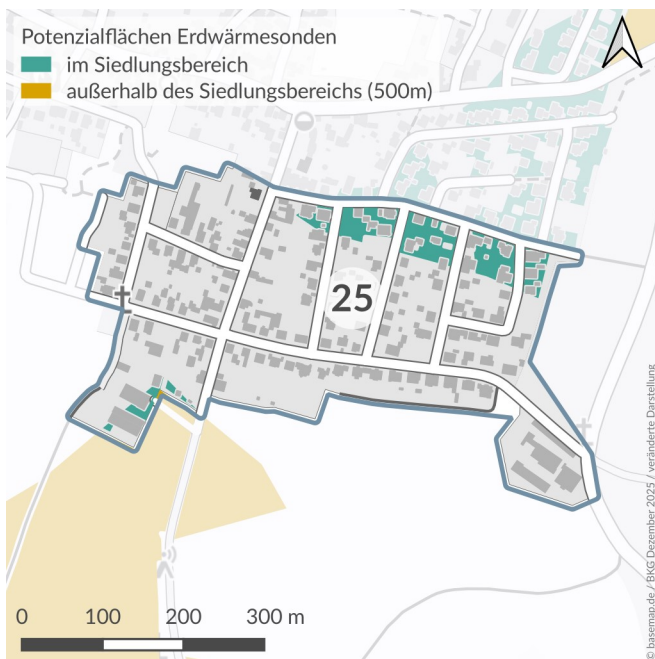 Potenzialflächen Erdwärmesonden
im Siedlungsbereich
außerhalb des Siedlungsbereichs (500m)
25
0 100 200 300 m
© basemap.de / BKG Dezember 2025 / veränderte Darstellung